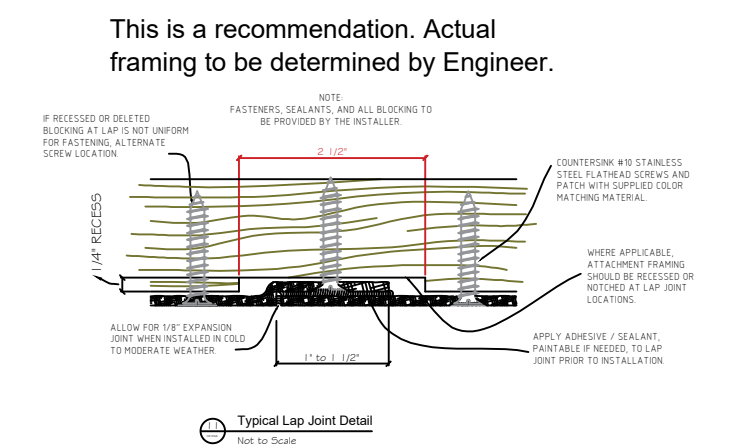 This is a recommendation. Actual
framing to be determined by Engineer.
NOTE:
FASTENERS, SEALANTS, AND ALL BLOCKING TO
BE PROVIDED BY THE INSTALLER.
IF RECESSED OR DELETED
BLOCKING AT LAP IS NOT UNIFORM
FOR FASTENING, ALTERNATE
SCREW LOCATION.
2 1/2"
COUNTERSINK #10 STAINLESS
STEEL FLATHEAD SCREWS AND
PATCH WITH SUPPLIED COLOR
MATCHING MATERIAL.
1/4" RECESS
WHERE APPLICABLE,
ATTACHMENT FRAMING
SHOULD BE RECESSED OR
NOTCHED AT LAP JOINT
LOCATIONS.
ALLOW FOR 1/8" EXPANSION
JOINT WHEN INSTALLED IN COLD
TO MODERATE WEATHER.
1" to 1 1/2"
APPLY ADHESIVE / SEALANT,
PAINTABLE IF NEEDED, TO LAP
JOINT PRIOR TO INSTALLATION.
Typical Lap Joint Detail
Not to Scale